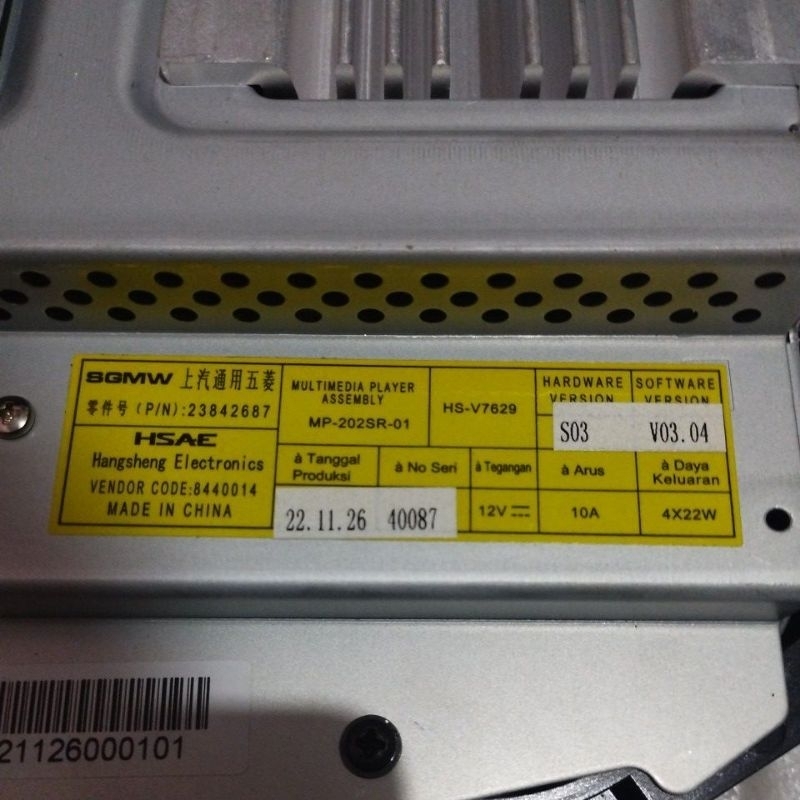 SGMW 上汽通用五菱
零件号 (P/N):23842687
HSAE
Hangsheng Electronics
VENDOR CODE:8440014
MADE IN CHINA
MULTIMEDIA PLAYER
ASSEMBLY
MP-202SR-01
HS-V7629
HARDWARE
VERSION
S03
SOFTWARE
VERSION
V03.04
à Tanggal
Produksi
22.11.26
à No Seri
40087
à Tegangan
12V
à Arus
10A
à Daya
Keluaran
4X22W
21126000101